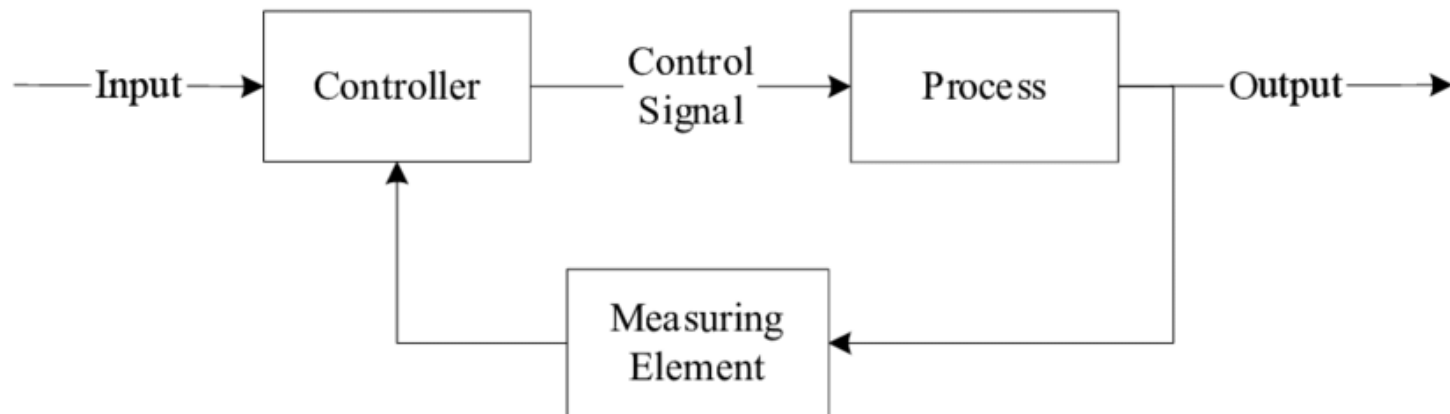 Input
Controller
Control
Signal
Process
Output
Measuring
Element